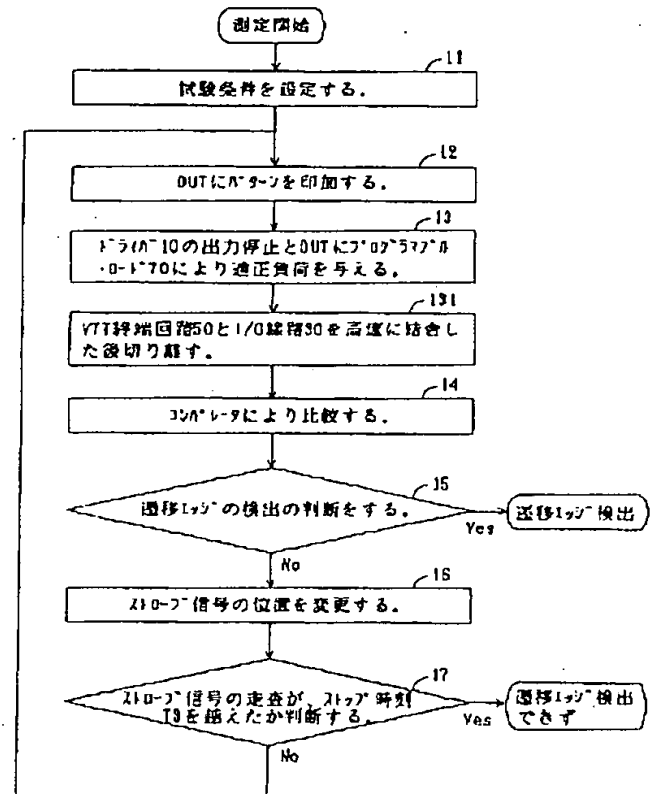 測定開始
11
試験条件を設定する.
12
DUTにパターンを印加する.
13
ドライバ10の出力停止とDUTにプログラマブル
・ロード70により適正負荷を与える.
131
VTT終端回路50とI/O線路30を高速に結合し
た後切り離す.
14
コンパレータにより比較する.
15
遷移エッジの検出の判断をする.
遷移エッジ検出
Yes
No
16
ストローブ信号の位置を変更する.
17
ストローブ信号の走査が、ストップ時刻
T3を越えたか判断する.
遷移エッジ検出
できず
Yes
No